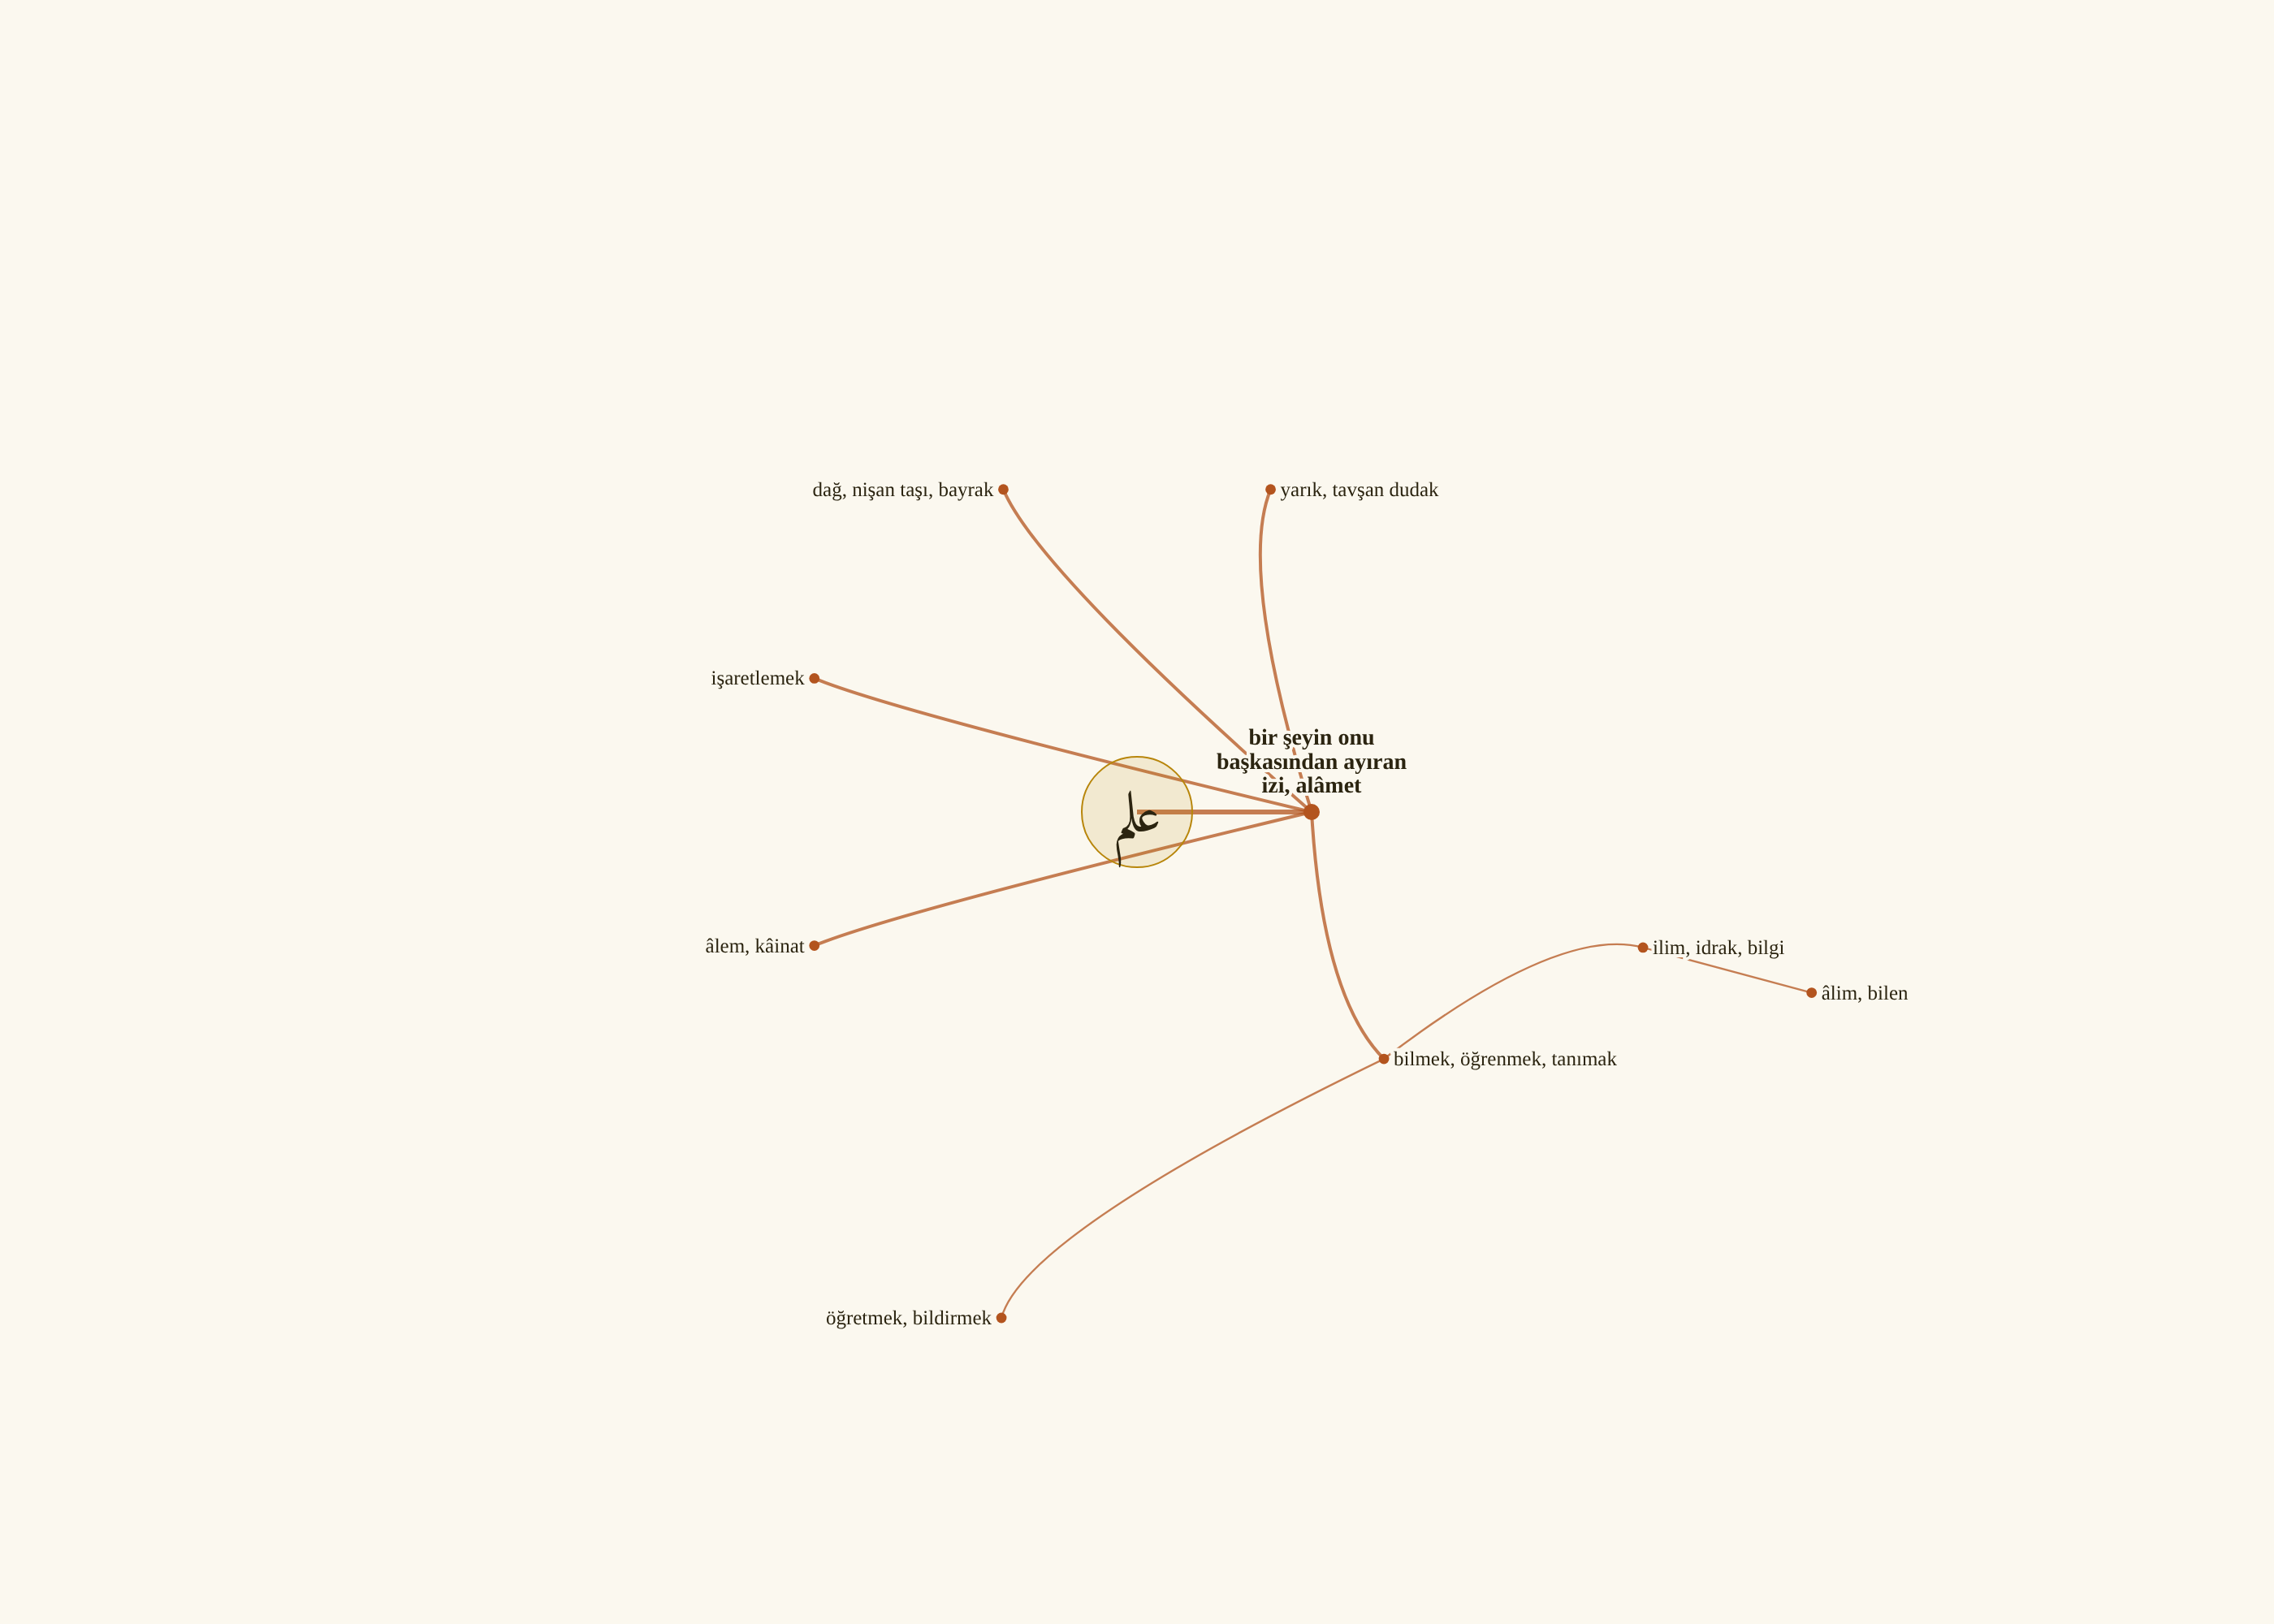 dağ, nişan taşı, bayrak
yarık, tavşan dudak
işaretlemek
bir şeyin onu
başkasından ayıran
izi, alâmet
علم
âlem, kâinat
ilim, idrak, bilgi
âlim, bilen
bilmek, öğrenmek, tanımak
öğretmek, bildirmek